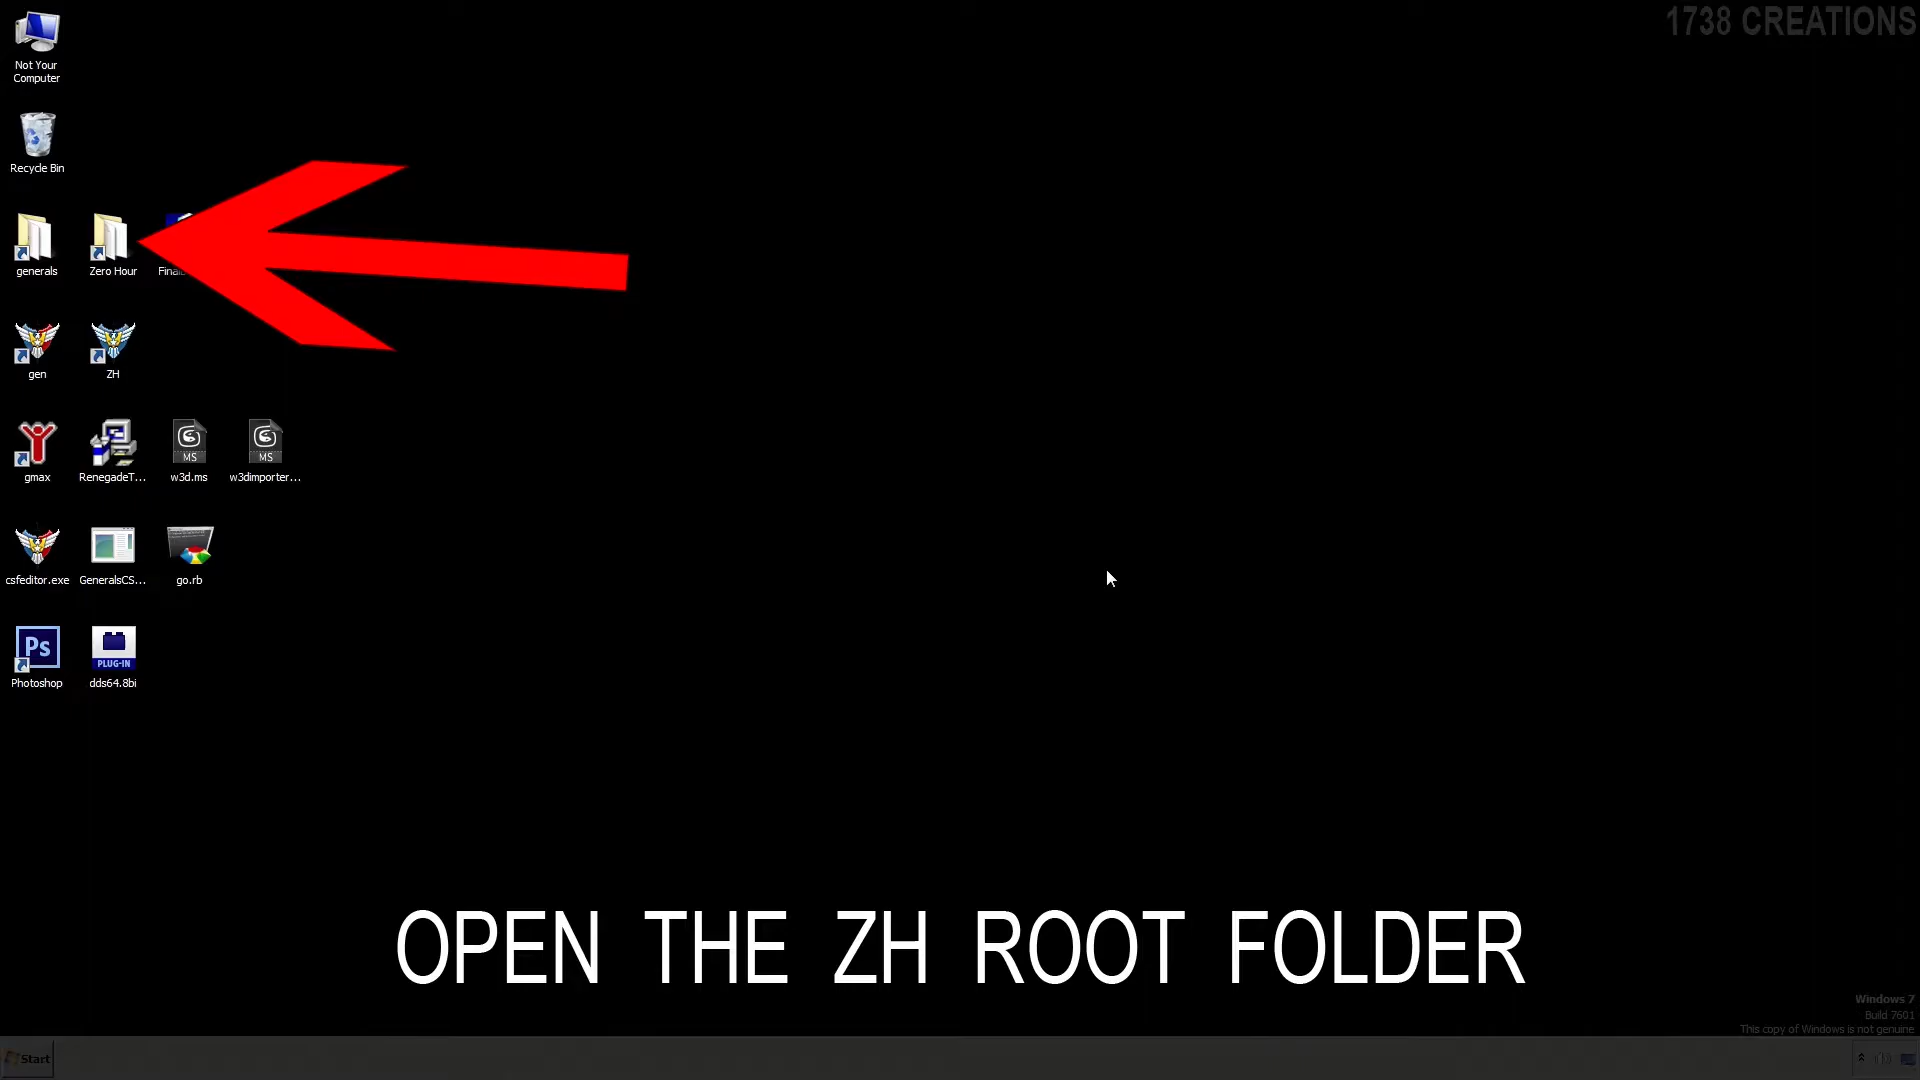 1738 CREATIONS
Not Your
Computer
Recycle Bin
generals
Zero Hour
gen
ZH
gmax
RenegadeT...
w3d.ms
w3dimporter...
MS
MS
csfeditor.exe
GeneralsCS...
go.rb
Ps
PLUG-IN
Photoshop
dds64.8bi
OPEN THE ZH ROOT FOLDER
Windows 7
Build 7601
This copy of Windows is not genuine
Start